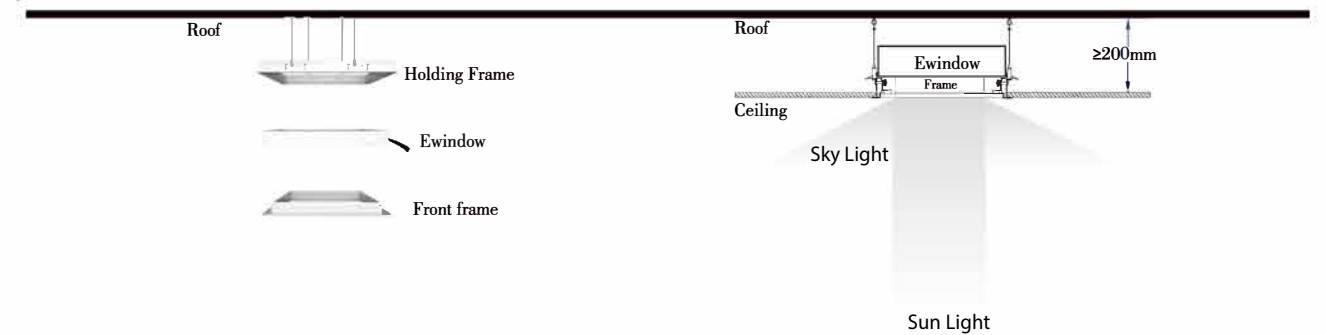 Roof
Holding Frame
Ewindow
Front frame
Roof
≥200mm
Ewindow
Frame
Ceiling
Sky Light
Sun Light